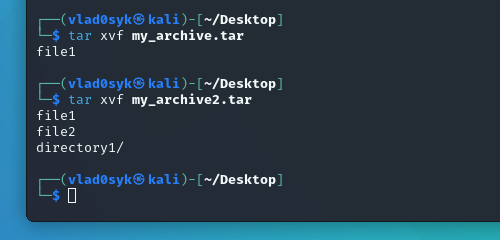 ┌──(vlad0syk㉿kali)-[~/Desktop]
└─$ tar xvf my_archive.tar
file1
┌──(vlad0syk㉿kali)-[~/Desktop]
└─$ tar xvf my_archive2.tar
file1
file2
directory1/
┌──(vlad0syk㉿kali)-[~/Desktop]
└─$